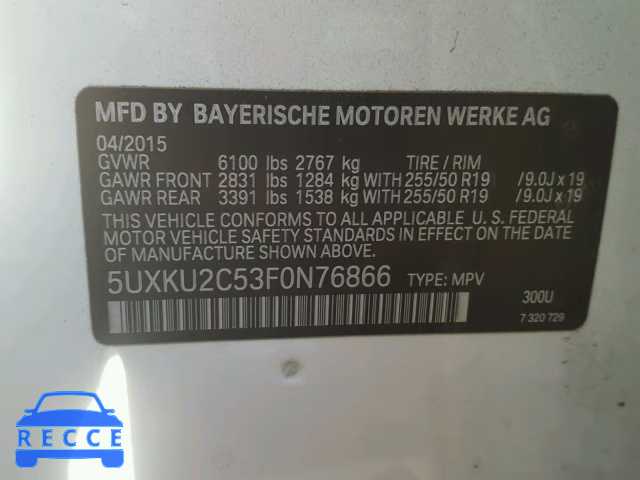 MFD BY BAYERISCHE MOTOREN WERKE AG
04/2015
GVWR 6100 lbs 2767 kg TIRE / RIM
GAWR FRONT 2831 lbs 1284 kg WITH 255/50 R19 /9.0J x 19
GAWR REAR 3391 lbs 1538 kg WITH 255/50 R19 /9.0J x 19
THIS VEHICLE CONFORMS TO ALL APPLICABLE U. S. FEDERAL
MOTOR VEHICLE SAFETY STANDARDS IN EFFECT ON THE
DATE OF MANUFACTURE SHOWN ABOVE.
5UXKU2C53F0N76866 TYPE: MPV
300U
7 320 729
RECCE